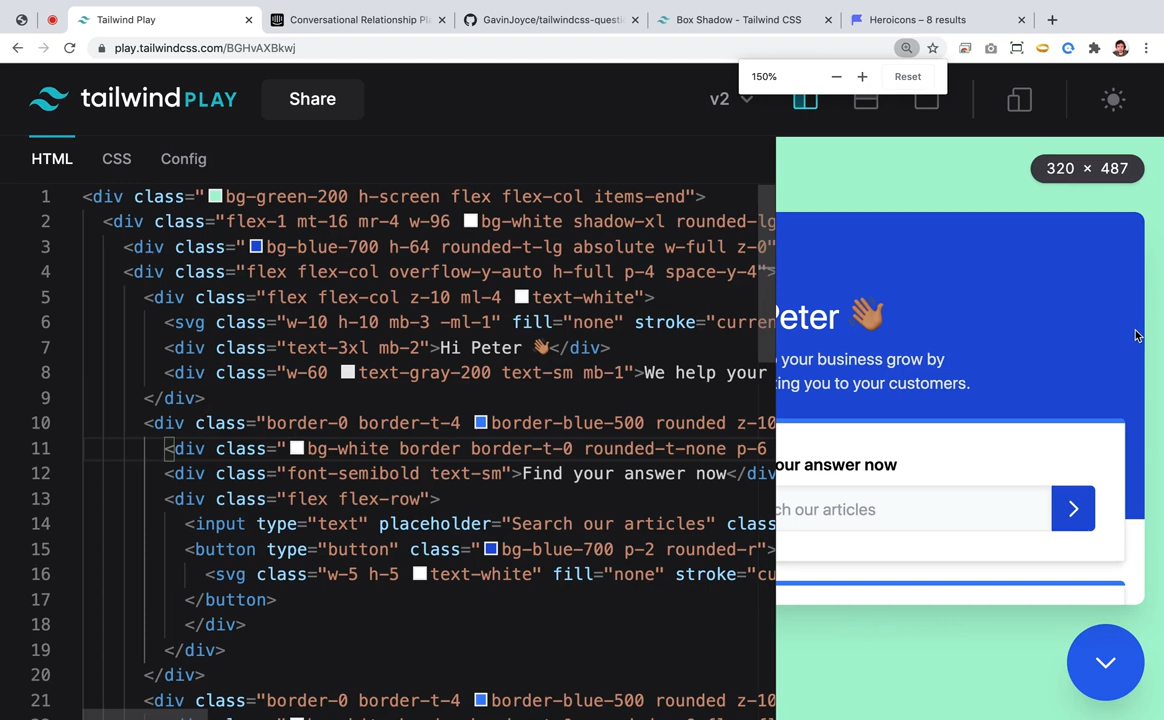 Tailwind Play
Conversational Relationship Pl
GavinJoyce/tailwindcss-questi
Box Shadow - Tailwind CSS
Heroicons – 8 results
play.tailwindcss.com/BGHvAXBkwj
150%
Reset
tailwind PLAY
Share
v2
HTML
CSS
Config
320 × 487
1 <div class="bg-green-200 h-screen flex flex-col items-end">
2 <div class="flex-1 mt-16 mr-4 w-96 bg-white shadow-xl rounded-lg
3 <div class="bg-blue-700 h-64 rounded-t-lg absolute w-full z-0"
4 <div class="flex flex-col overflow-y-auto h-full p-4 space-y-4">
5 <div class="flex flex-col z-10 ml-4 text-white">
6 <svg class="w-10 h-10 mb-3 -ml-1" fill="none" stroke="curren
7 <div class="text-3xl mb-2">Hi Peter 👋🏽</div>
8 <div class="w-60 text-gray-200 text-sm mb-1">We help your
9 </div>
10 <div class="border-0 border-t-4 border-blue-500 rounded z-10
11 <div class="bg-white border border-t-0 rounded-t-none p-6
12 <div class="font-semibold text-sm">Find your answer now</div
13 <div class="flex flex-row">
14 <input type="text" placeholder="Search our articles" class
15 <button type="button" class="bg-blue-700 p-2 rounded-r">
16 <svg class="w-5 h-5 text-white" fill="none" stroke="cu
17 </button>
18 </div>
19 </div>
20 </div>
21 <div class="border-0 border-t-4 border-blue-500 rounded z-10
Peter 👋🏽
your business grow by
ing you to your customers.
our answer now
ch our articles